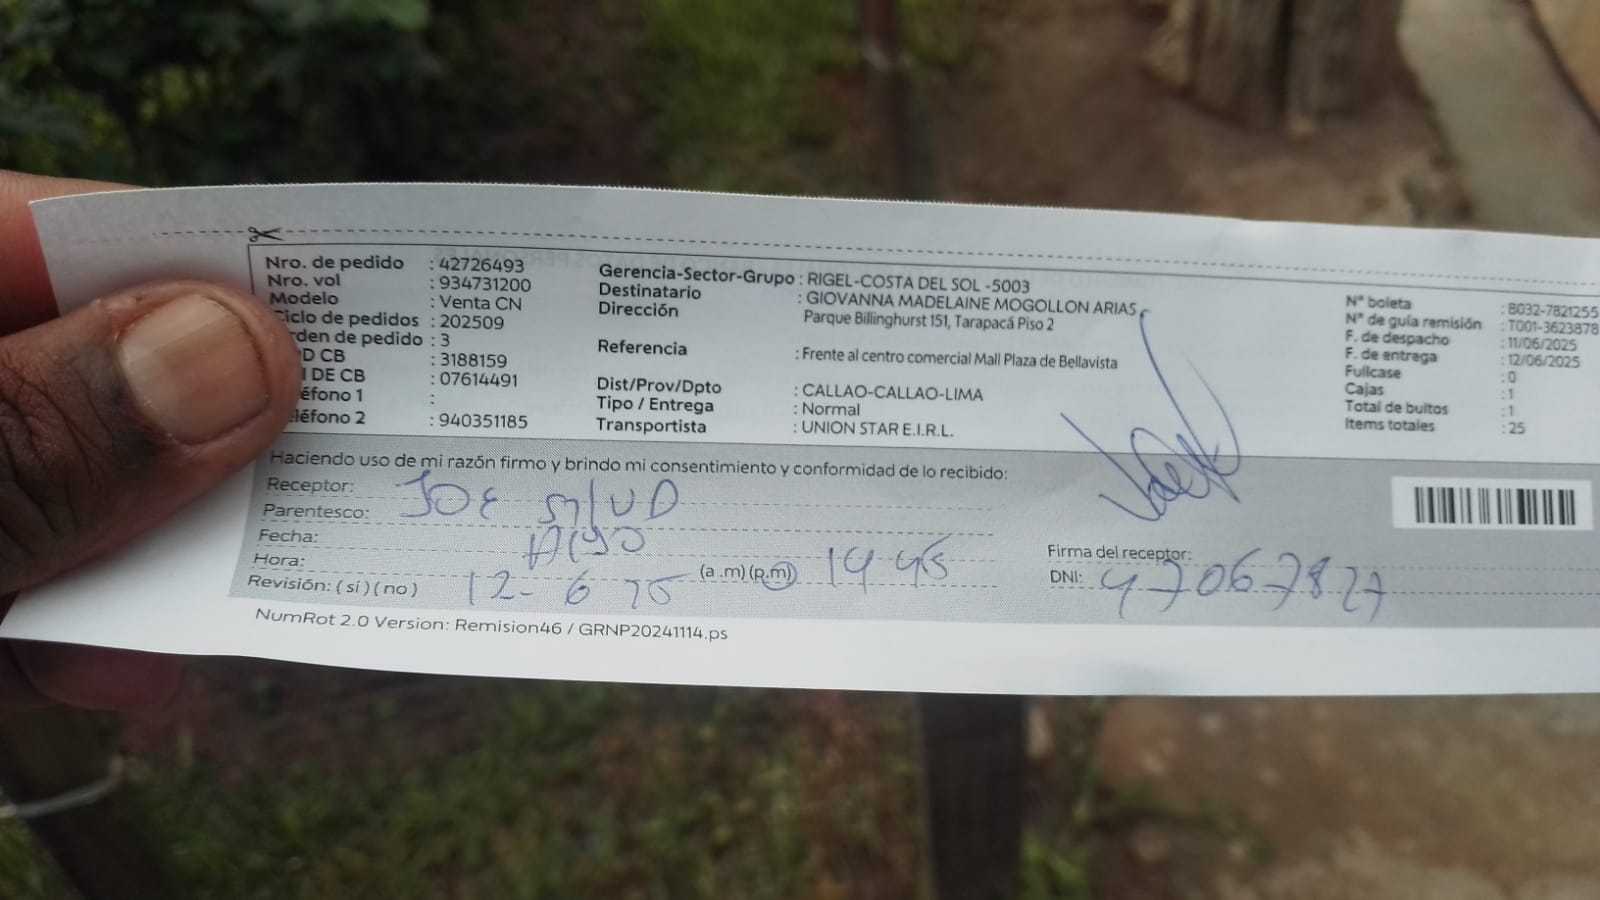 Nro. de pedido : 42726493
Nro. vol : 934731200
Modelo : Venta CN
Ciclo de pedidos : 202509
rden de pedido : 3
D CB : 3188159
I DE CB : 07614491
éfono 1 :
léfono 2 : 940351185
Gerencia-Sector-Grupo : RIGEL-COSTA DEL SOL -5003
Destinatario : GIOVANNA MADELAINE MOGOLLON ARIAS
Dirección : Parque Billinghurst 151, Tarapacá Piso 2
Referencia : Frente al centro comercial Mall Plaza de Bellavista
Dist/Prov/Dpto : CALLAO-CALLAO-LIMA
Tipo / Entrega : Normal
Transportista : UNION STAR E.I.R.L.
N° boleta : B032-7821255
N° de guía remisión : T001-3623878
F. de despacho : 11/06/2025
F. de entrega : 12/06/2025
Fullcase : 0
Cajas : 1
Total de bultos : 1
Items totales : 25
Haciendo uso de mi razón firmo y brindo mi consentimiento y conformidad de lo recibido:
Receptor: JOE
Parentesco:
Fecha:
Hora: (a .m) (p.m) 14 45
Revisión: ( si ) ( no ) 12- 6 25
Firma del receptor:
DNI: 47067827
NumRot 2.0 Version: Remision46 / GRNP20241114.ps